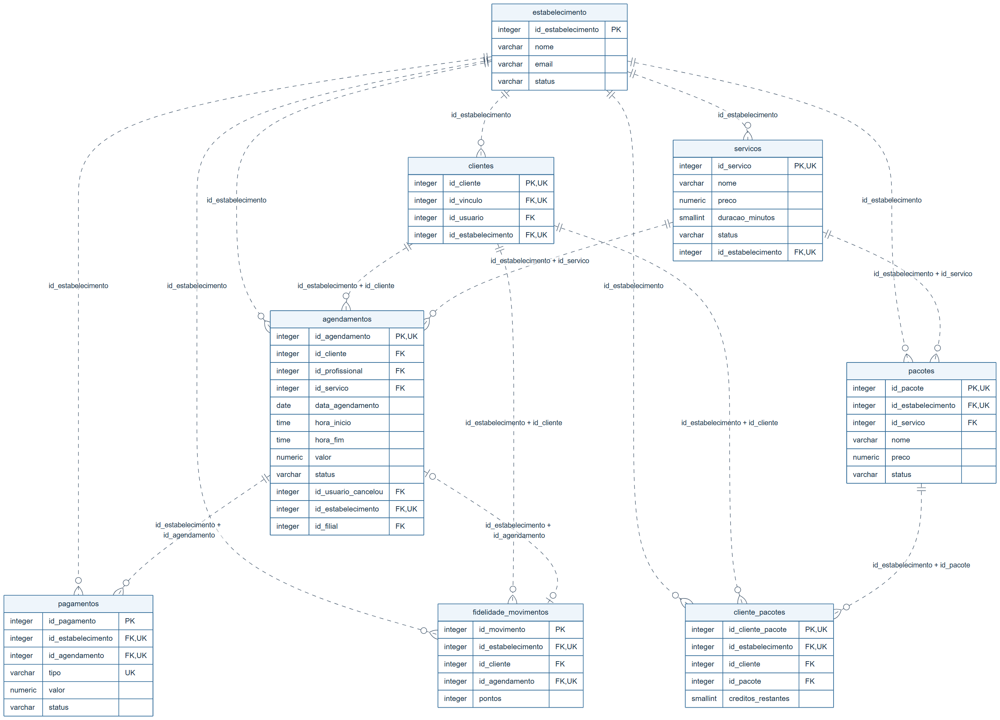 estabelecimento
integer id_estabelecimento PK
varchar nome
varchar email
varchar status
id_estabelecimento
id_estabelecimento
servicos
integer id_servico PK,UK
varchar nome
numeric preco
smallint duracao_minutos
varchar status
integer id_estabelecimento FK,UK
clientes
integer id_cliente PK,UK
integer id_vinculo FK,UK
integer id_usuario FK
integer id_estabelecimento FK,UK
id_estabelecimento
id_estabelecimento
id_estabelecimento + id_servico
id_estabelecimento + id_servico
id_estabelecimento
id_estabelecimento
id_estabelecimento + id_cliente
id_estabelecimento
agendamentos
integer id_agendamento PK,UK
integer id_cliente FK
integer id_profissional FK
integer id_servico FK
date data_agendamento
time hora_inicio
time hora_fim
numeric valor
varchar status
integer id_usuario_cancelou FK
integer id_estabelecimento FK,UK
integer id_filial FK
id_estabelecimento + id_cliente
id_estabelecimento + id_cliente
pacotes
integer id_pacote PK,UK
integer id_estabelecimento FK,UK
integer id_servico FK
varchar nome
numeric preco
varchar status
id_estabelecimento +
id_agendamento
id_estabelecimento +
id_agendamento
id_estabelecimento + id_pacote
pagamentos
integer id_pagamento PK
integer id_estabelecimento FK,UK
integer id_agendamento FK,UK
varchar tipo UK
numeric valor
varchar status
fidelidade_movimentos
integer id_movimento PK
integer id_estabelecimento FK,UK
integer id_cliente FK
integer id_agendamento FK,UK
integer pontos
cliente_pacotes
integer id_cliente_pacote PK,UK
integer id_estabelecimento FK,UK
integer id_cliente FK
integer id_pacote FK
smallint creditos_restantes